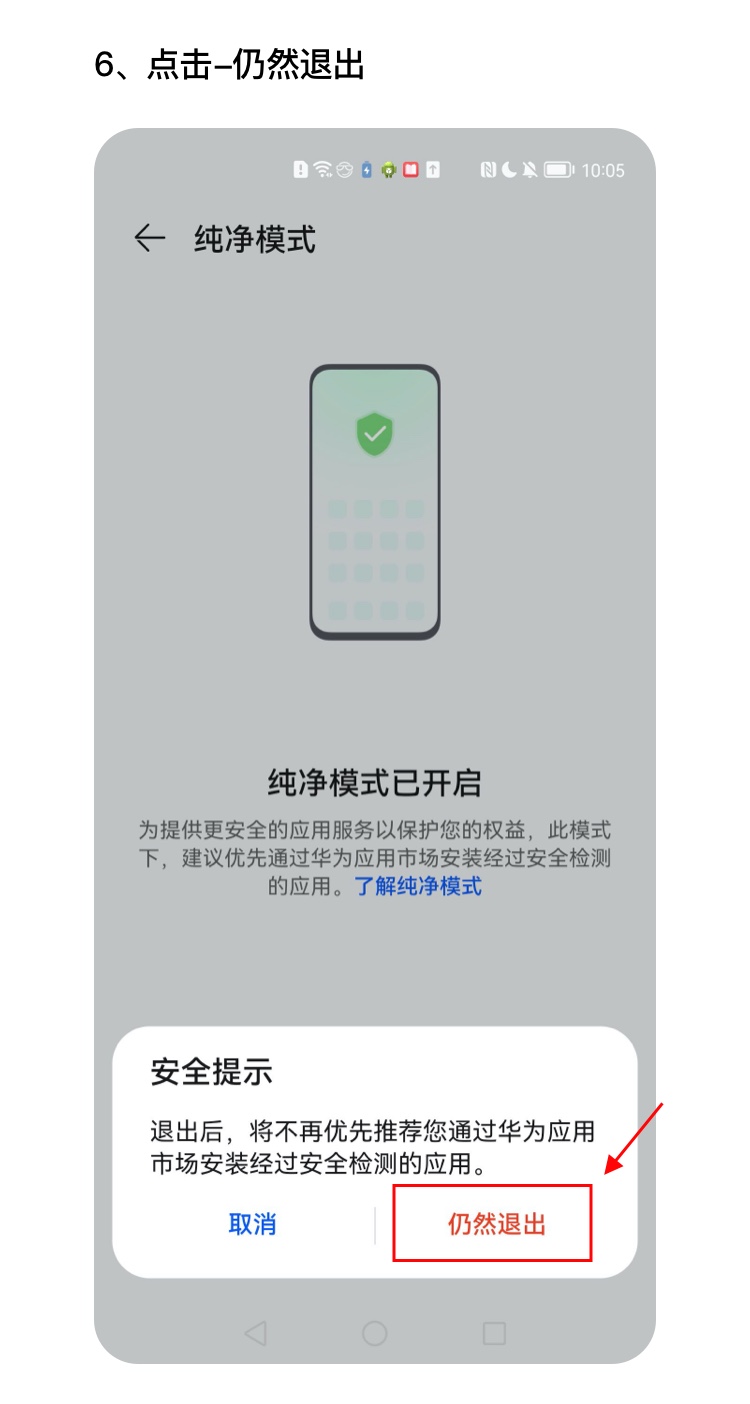 6、点击–仍然退出
10:05
纯净模式
纯净模式已开启
为提供更安全的应用服务以保护您的权益，此模式
下，建议优先通过华为应用市场安装经过安全检测
的应用。了解纯净模式
安全提示
退出后，将不再优先推荐您通过华为应用
市场安装经过安全检测的应用。
取消
仍然退出